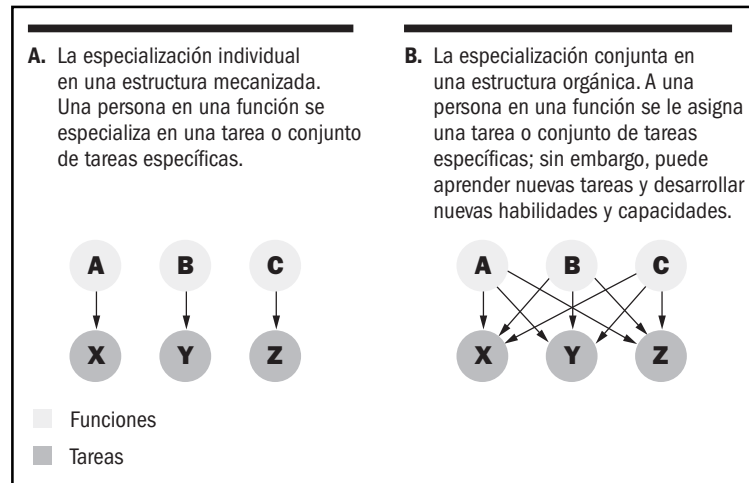 A. La especialización individual
en una estructura mecanizada.
Una persona en una función se
especializa en una tarea o conjunto
de tareas específicas.
A B C
X Y Z
Funciones
Tareas
B. La especialización conjunta en
una estructura orgánica. A una
persona en una función se le asigna
una tarea o conjunto de tareas
específicas; sin embargo, puede
aprender nuevas tareas y desarrollar
nuevas habilidades y capacidades.
A B C
X Y Z